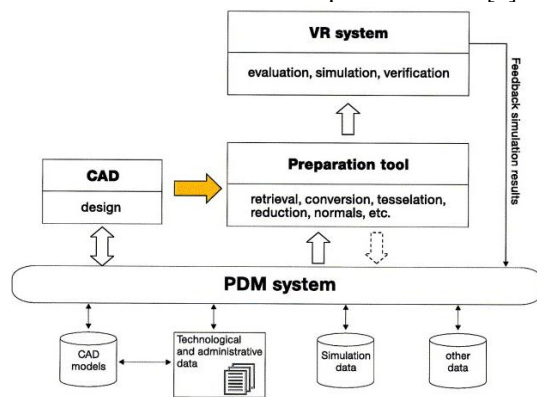 [ ]
VR system
evaluation, simulation, verification
Feedback simulation results
Preparation tool
retrieval, conversion, tesselation,
reduction, normals, etc.
CAD
design
PDM system
CAD
models
Technological
and administrative
data
Simulation
data
other
data